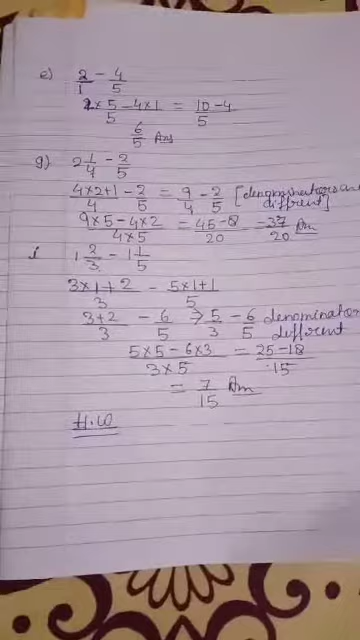 e) 2/1 - 4/5
2×5 - 4×1 / 5 = 10-4 / 5
6/5 Ans
g) 2 1/4 - 2/5
4×2+1 / 4 - 2/5 = 9/4 - 2/5 [denominators are diffrent]
9×5 - 4×2 / 4×5 = 45-8 / 20 = 37/20 Am
i 1 2/3 - 1 1/5
3×1+2 / 3 - 5×1+1 / 5
3+2 / 3 - 6/5 → 5/3 - 6/5 denominator different
5×5 - 6×3 / 3×5 = 25-18 / 15
= 7/15 Am
H.W